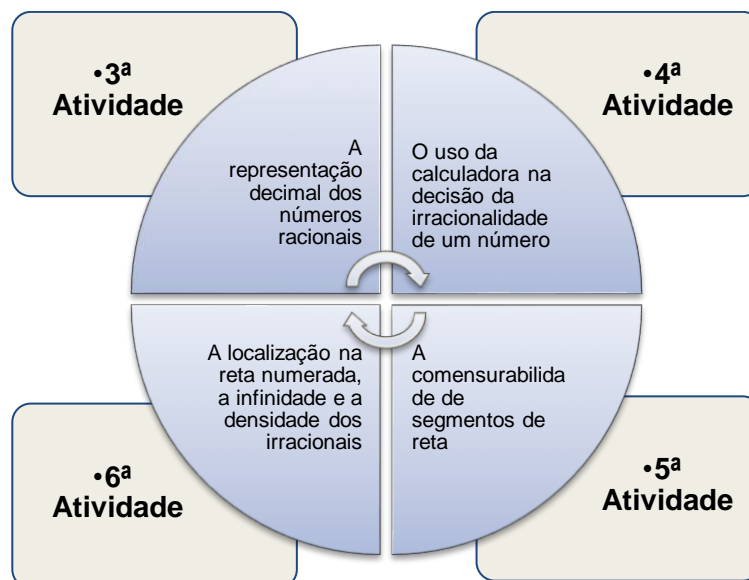 •3ª
Atividade
A
representação
decimal dos
números
racionais
•4ª
Atividade
O uso da
calculadora na
decisão da
irracionalidade
de um número
A localização na
reta numerada,
a infinidade e a
densidade dos
irracionais
•6ª
Atividade
A
comensurabilida
de de
segmentos de
reta
•5ª
Atividade